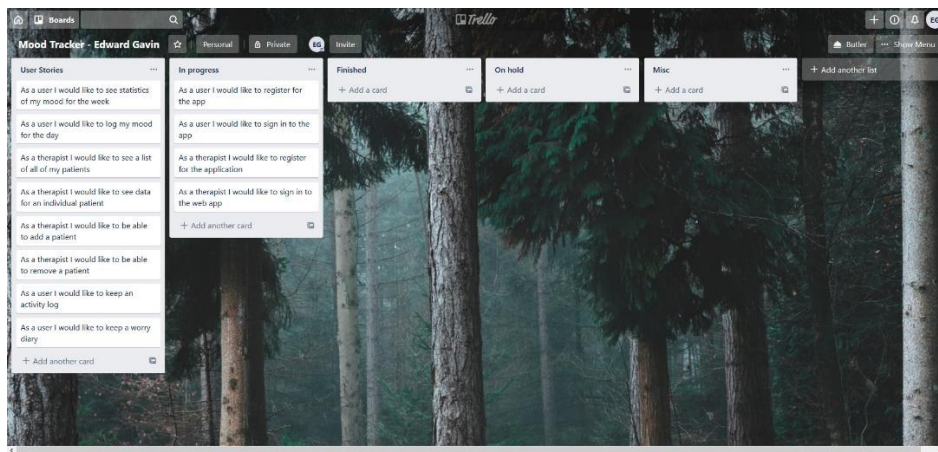 Boards
Trello
EG
Mood Tracker - Edward Gavin
Personal
Private
EG
Invite
Butler
... Show Menu
User Stories ...
As a user I would like to see statistics
of my mood for the week
As a user I would like to log my mood
for the day
As a therapist I would like to see a list
of all of my patients
As a therapist I would like to see data
for an individual patient
As a therapist I would like to be able
to add a patient
As a therapist I would like to be able
to remove a patient
As a user I would like to keep an
activity log
As a user I would like to keep a worry
diary
+ Add another card
In progress ...
As a user I would like to register for
the app
As a user I would like to sign in to the
app
As a therapist I would like to register
for the application
As a therapist I would like to sign in to
the web app
+ Add another card
Finished ...
+ Add a card
On hold ...
+ Add a card
Misc ...
+ Add a card
+ Add another list